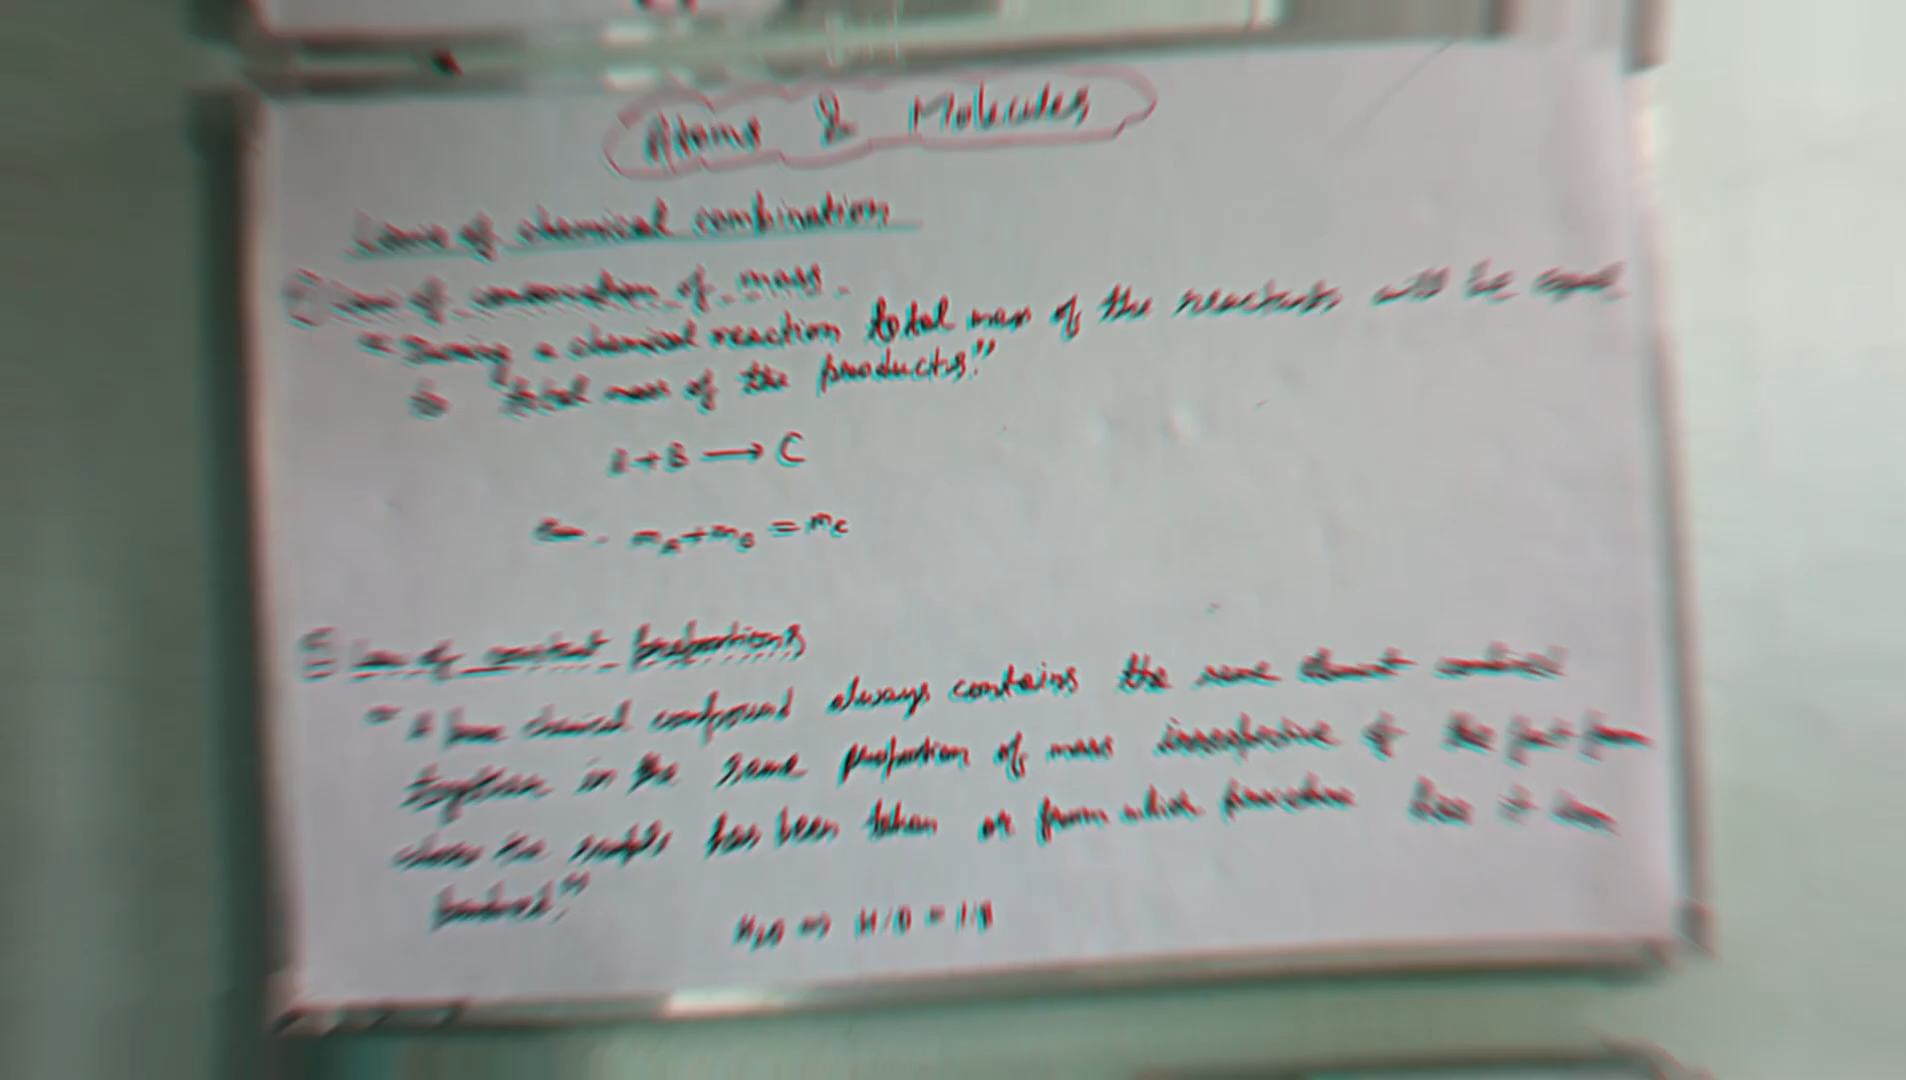 Atoms & Molecules
Laws of chemical combination
① Law of conservation of mass.
"During a chemical reaction total mass of the reactants will be equal
to total mass of the products."
A+B ⟶ C
mA+mB = mC
② Law of constant proportions
" A pure chemical compound always contains the same element combined
together in the same proportion of mass irrespective of the fact from
where the sample has been taken or from which procedure has it been
produced."
H2O ⇒ H/O = 1/8